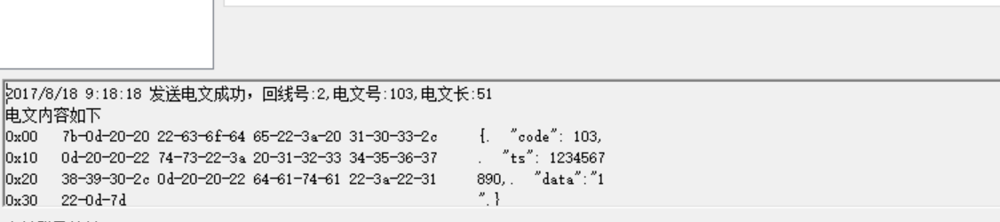 2017/8/18 9:18:18 发送电文成功，回线号:2,电文号:103,电文长:51
电文内容如下
0x00 7b-0d-20-20 22-63-6f-64 65-22-3a-20 31-30-33-2c {. "code": 103,
0x10 0d-20-20-22 74-73-22-3a 20-31-32-33 34-35-36-37 . "ts": 1234567
0x20 38-39-30-2c 0d-20-20-22 64-61-74-61 22-3a-22-31 890,. "data":"1
0x30 22-0d-7d ".}